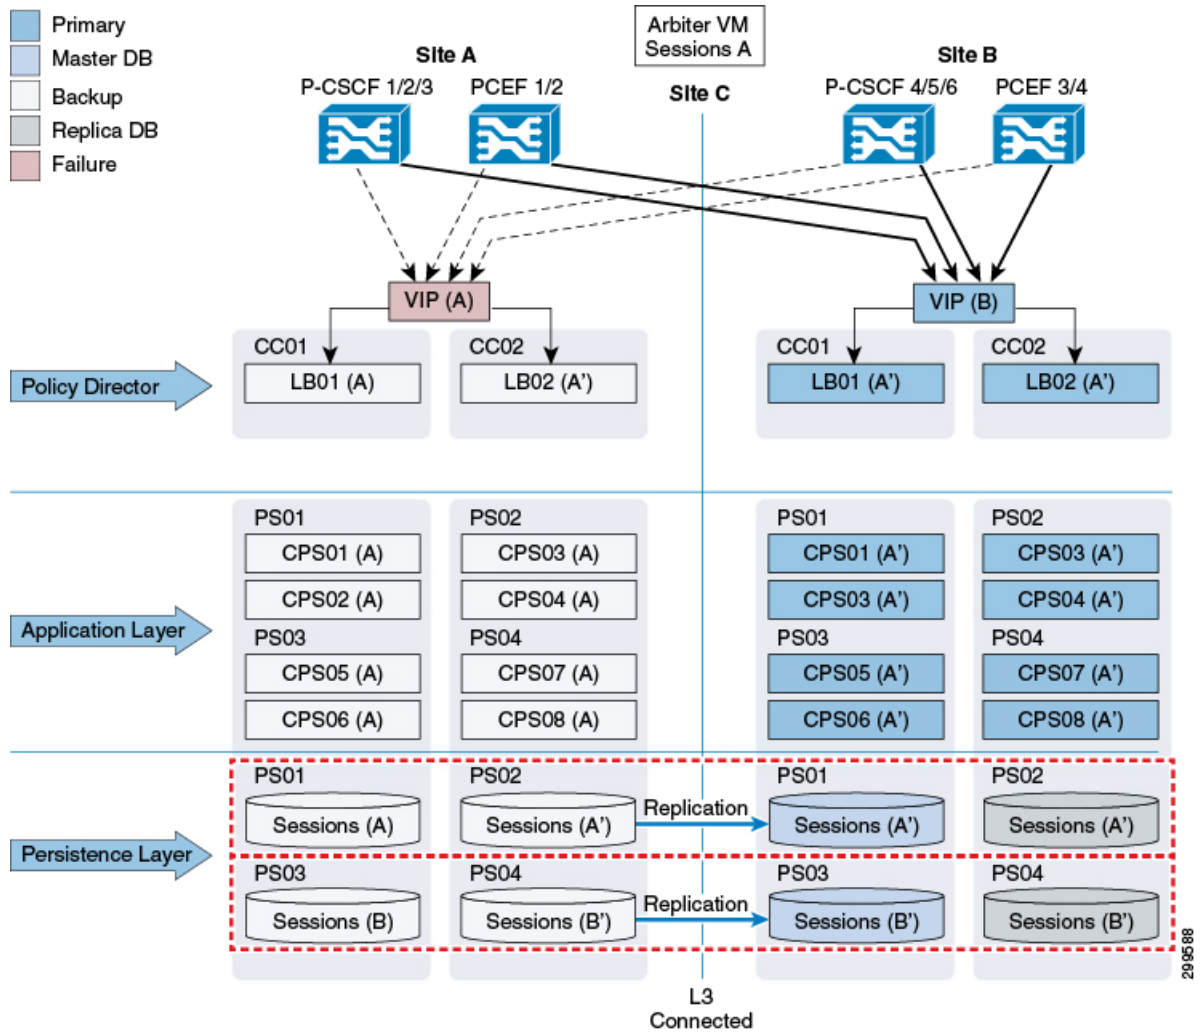 Primary
Master DB
Backup
Replica DB
Failure
Arbiter VM
Sessions A
Site A
Site B
Site C
P-CSCF 1/2/3
PCEF 1/2
P-CSCF 4/5/6
PCEF 3/4
VIP (A)
VIP (B)
Policy Director
CC01
LB01 (A)
CC02
LB02 (A')
CC01
LB01 (A')
CC02
LB02 (A')
Application Layer
PS01
CPS01 (A)
CPS02 (A)
PS02
CPS03 (A)
CPS04 (A)
PS01
CPS01 (A')
CPS03 (A')
PS02
CPS03 (A')
CPS04 (A')
PS03
CPS05 (A)
CPS06 (A)
PS04
CPS07 (A)
CPS08 (A)
PS03
CPS05 (A')
CPS06 (A')
PS04
CPS07 (A')
CPS08 (A')
Persistence Layer
PS01
Sessions (A)
PS02
Sessions (A')
Replication
PS01
Sessions (A')
PS02
Sessions (A')
PS03
Sessions (B)
PS04
Sessions (B')
Replication
PS03
Sessions (B')
PS04
Sessions (B')
L3
Connected
299588